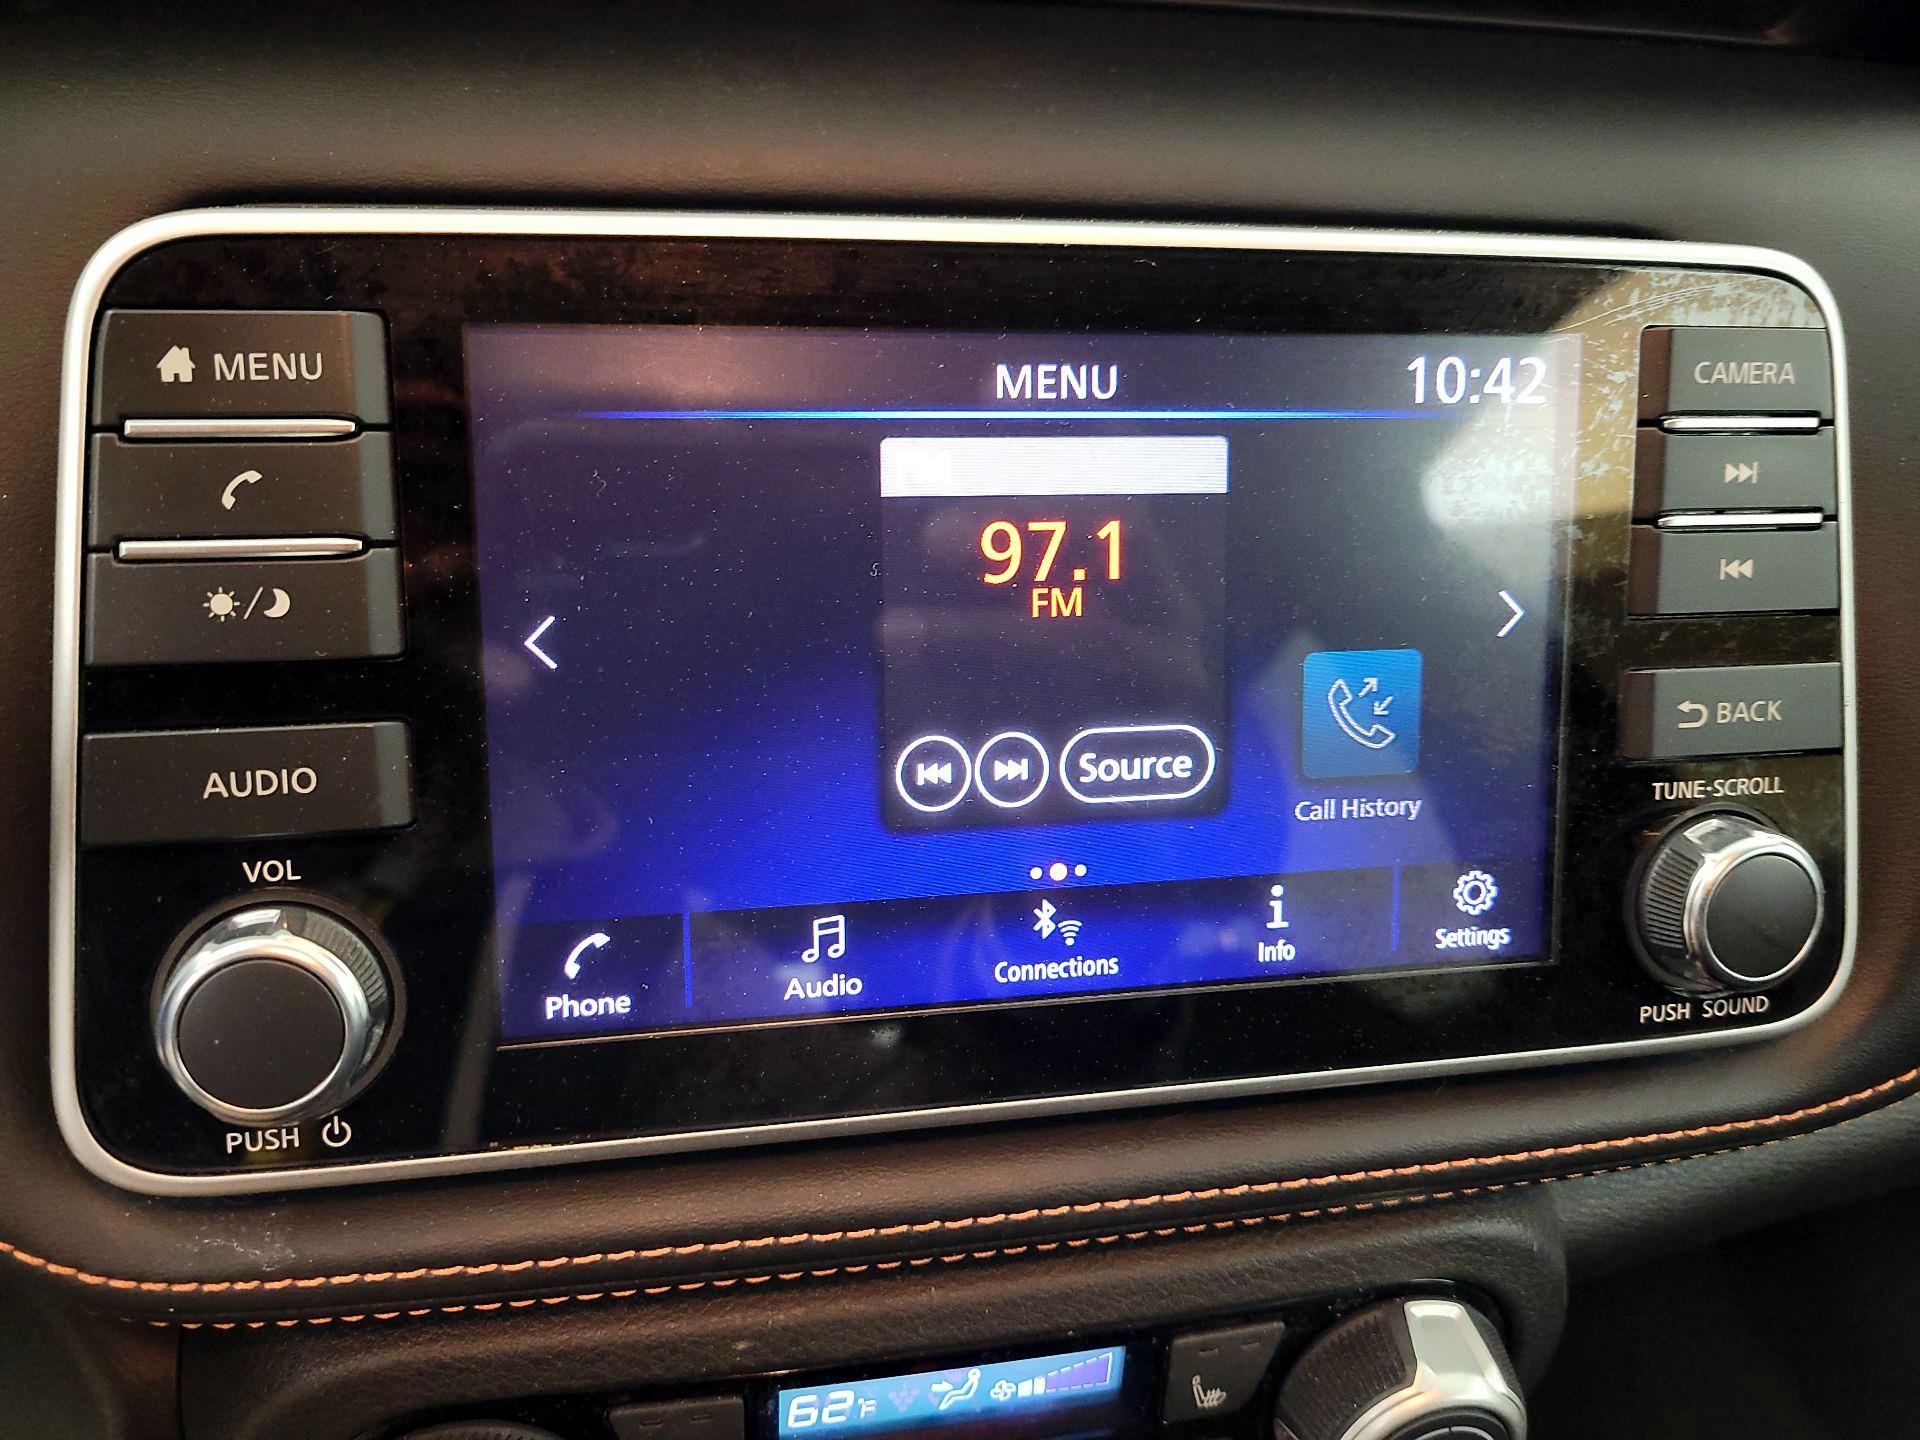 MENU
MENU
10:42
CAMERA
97.1
FM
Source
BACK
AUDIO
Call History
TUNE·SCROLL
VOL
Phone
Audio
Connections
Info
Settings
PUSH SOUND
PUSH
62°F